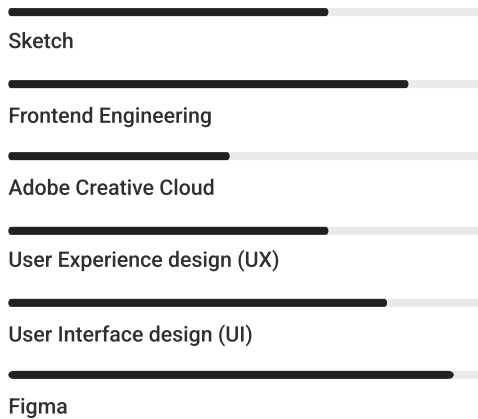 Sketch
Frontend Engineering
Adobe Creative Cloud
User Experience design (UX)
User Interface design (UI)
Figma